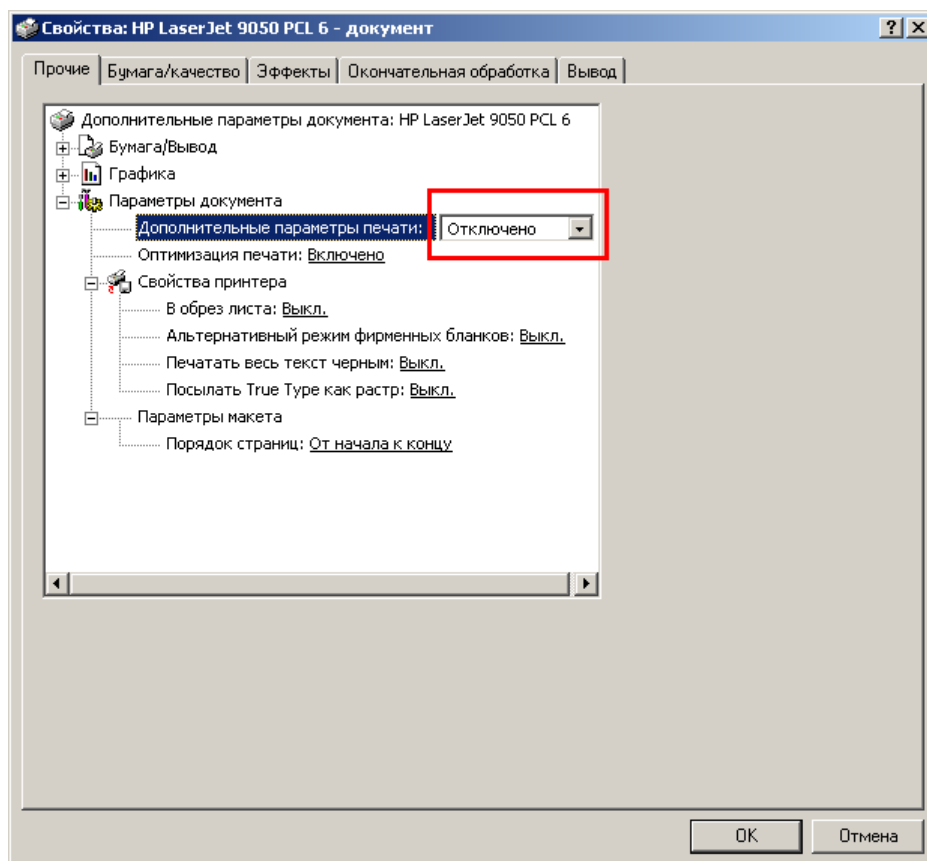 Свойства: HP LaserJet 9050 PCL 6 - документ
Прочие Бумага/качество Эффекты Окончательная обработка Вывод
Дополнительные параметры документа: HP LaserJet 9050 PCL 6
Бумага/Вывод
Графика
Параметры документа
Дополнительные параметры печати: Отключено
Оптимизация печати: Включено
Свойства принтера
В обрез листа: Выкл.
Альтернативный режим фирменных бланков: Выкл.
Печатать весь текст черным: Выкл.
Посылать True Type как растр: Выкл.
Параметры макета
Порядок страниц: От начала к концу
OK Отмена